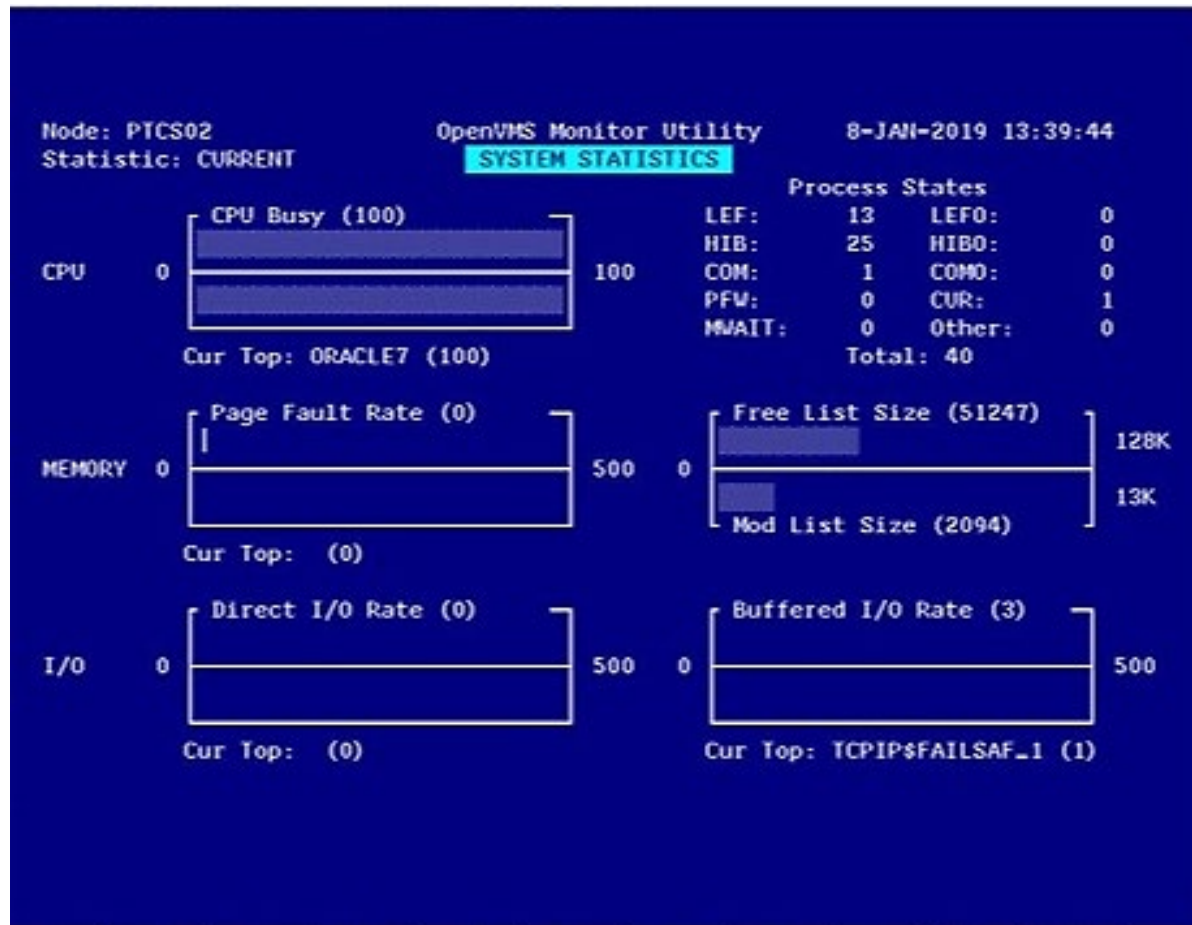 Node: PTCS02 OpenVMS Monitor Utility 8-JAN-2019 13:39:44
Statistic: CURRENT SYSTEM STATISTICS
Process States
CPU Busy (100) LEF: 13 LEFO: 0
HIB: 25 HIBO: 0
CPU 0 100 COM: 1 COMO: 0
PFW: 0 CUR: 1
MWAIT: 0 Other: 0
Cur Top: ORACLE7 (100) Total: 40
Page Fault Rate (0) Free List Size (51247)
128K
MEMORY 0 500 0
13K
Mod List Size (2094)
Cur Top: (0)
Direct I/O Rate (0) Buffered I/O Rate (3)
I/O 0 500 0 500
Cur Top: (0) Cur Top: TCPIP$FAILSAF_1 (1)